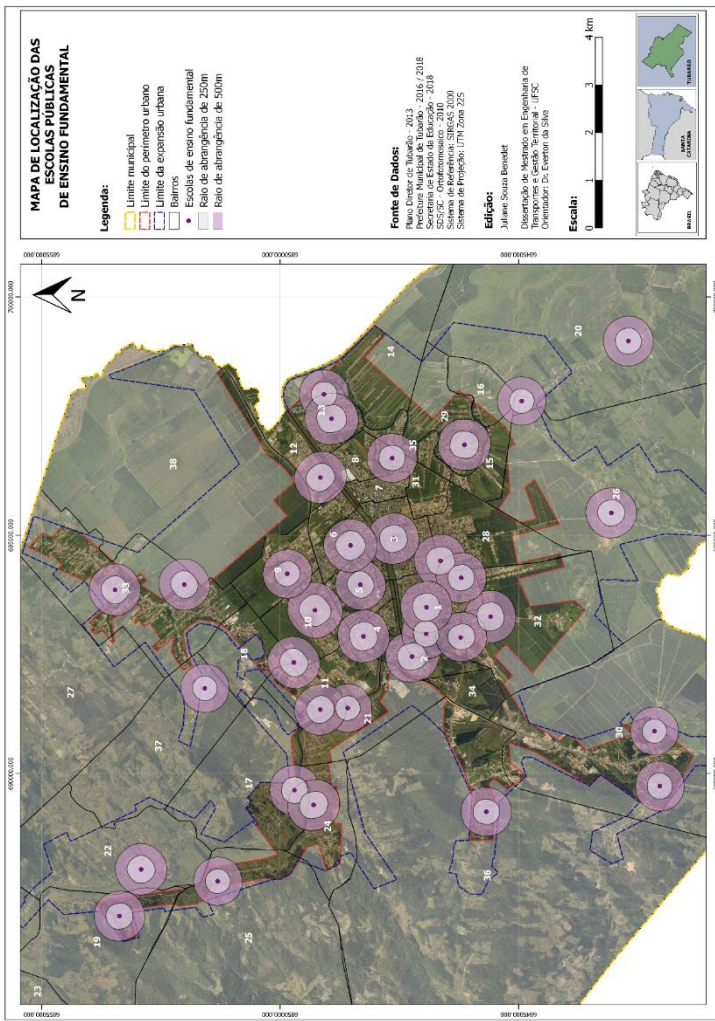 MAPA DE LOCALIZAÇÃO DAS
ESCOLAS PÚBLICAS
DE ENSINO FUNDAMENTAL
Legenda:
Limite municipal
Limite do perímetro urbano
Limite da expansão urbana
Bairros
Escolas de ensino fundamental
Raio de abrangência de 250m
Raio de abrangência de 500m
Fonte de Dados:
Plano Diretor de Tubarão - 2013
Prefeitura Municipal de Tubarão - 2016 / 2018
Secretaria de Estado da Educação - 2018
SDS/SC - Ortofotomosaico - 2010
Sistema de Referência: SIRGAS 2000
Sistema de Projeção: UTM Zona 22S
Edição:
Juliane Souza Benedet
Dissertação de Mestrado em Engenharia de
Transportes e Gestão Territorial - UFSC
Orientador: Dr. Everton da Silva
Escala:
0 1 2 3 4 km
BRASIL
SANTA
CATARINA
TUBARÃO
N
690000,000
695000,000
700000,000
23
19
22
25
17
24
37
27
33
38
18
11
21
10
9
4
5
6
2
1
3
7
8
12
13
14
35
31
29
16
15
28
34
32
36
30
26
20